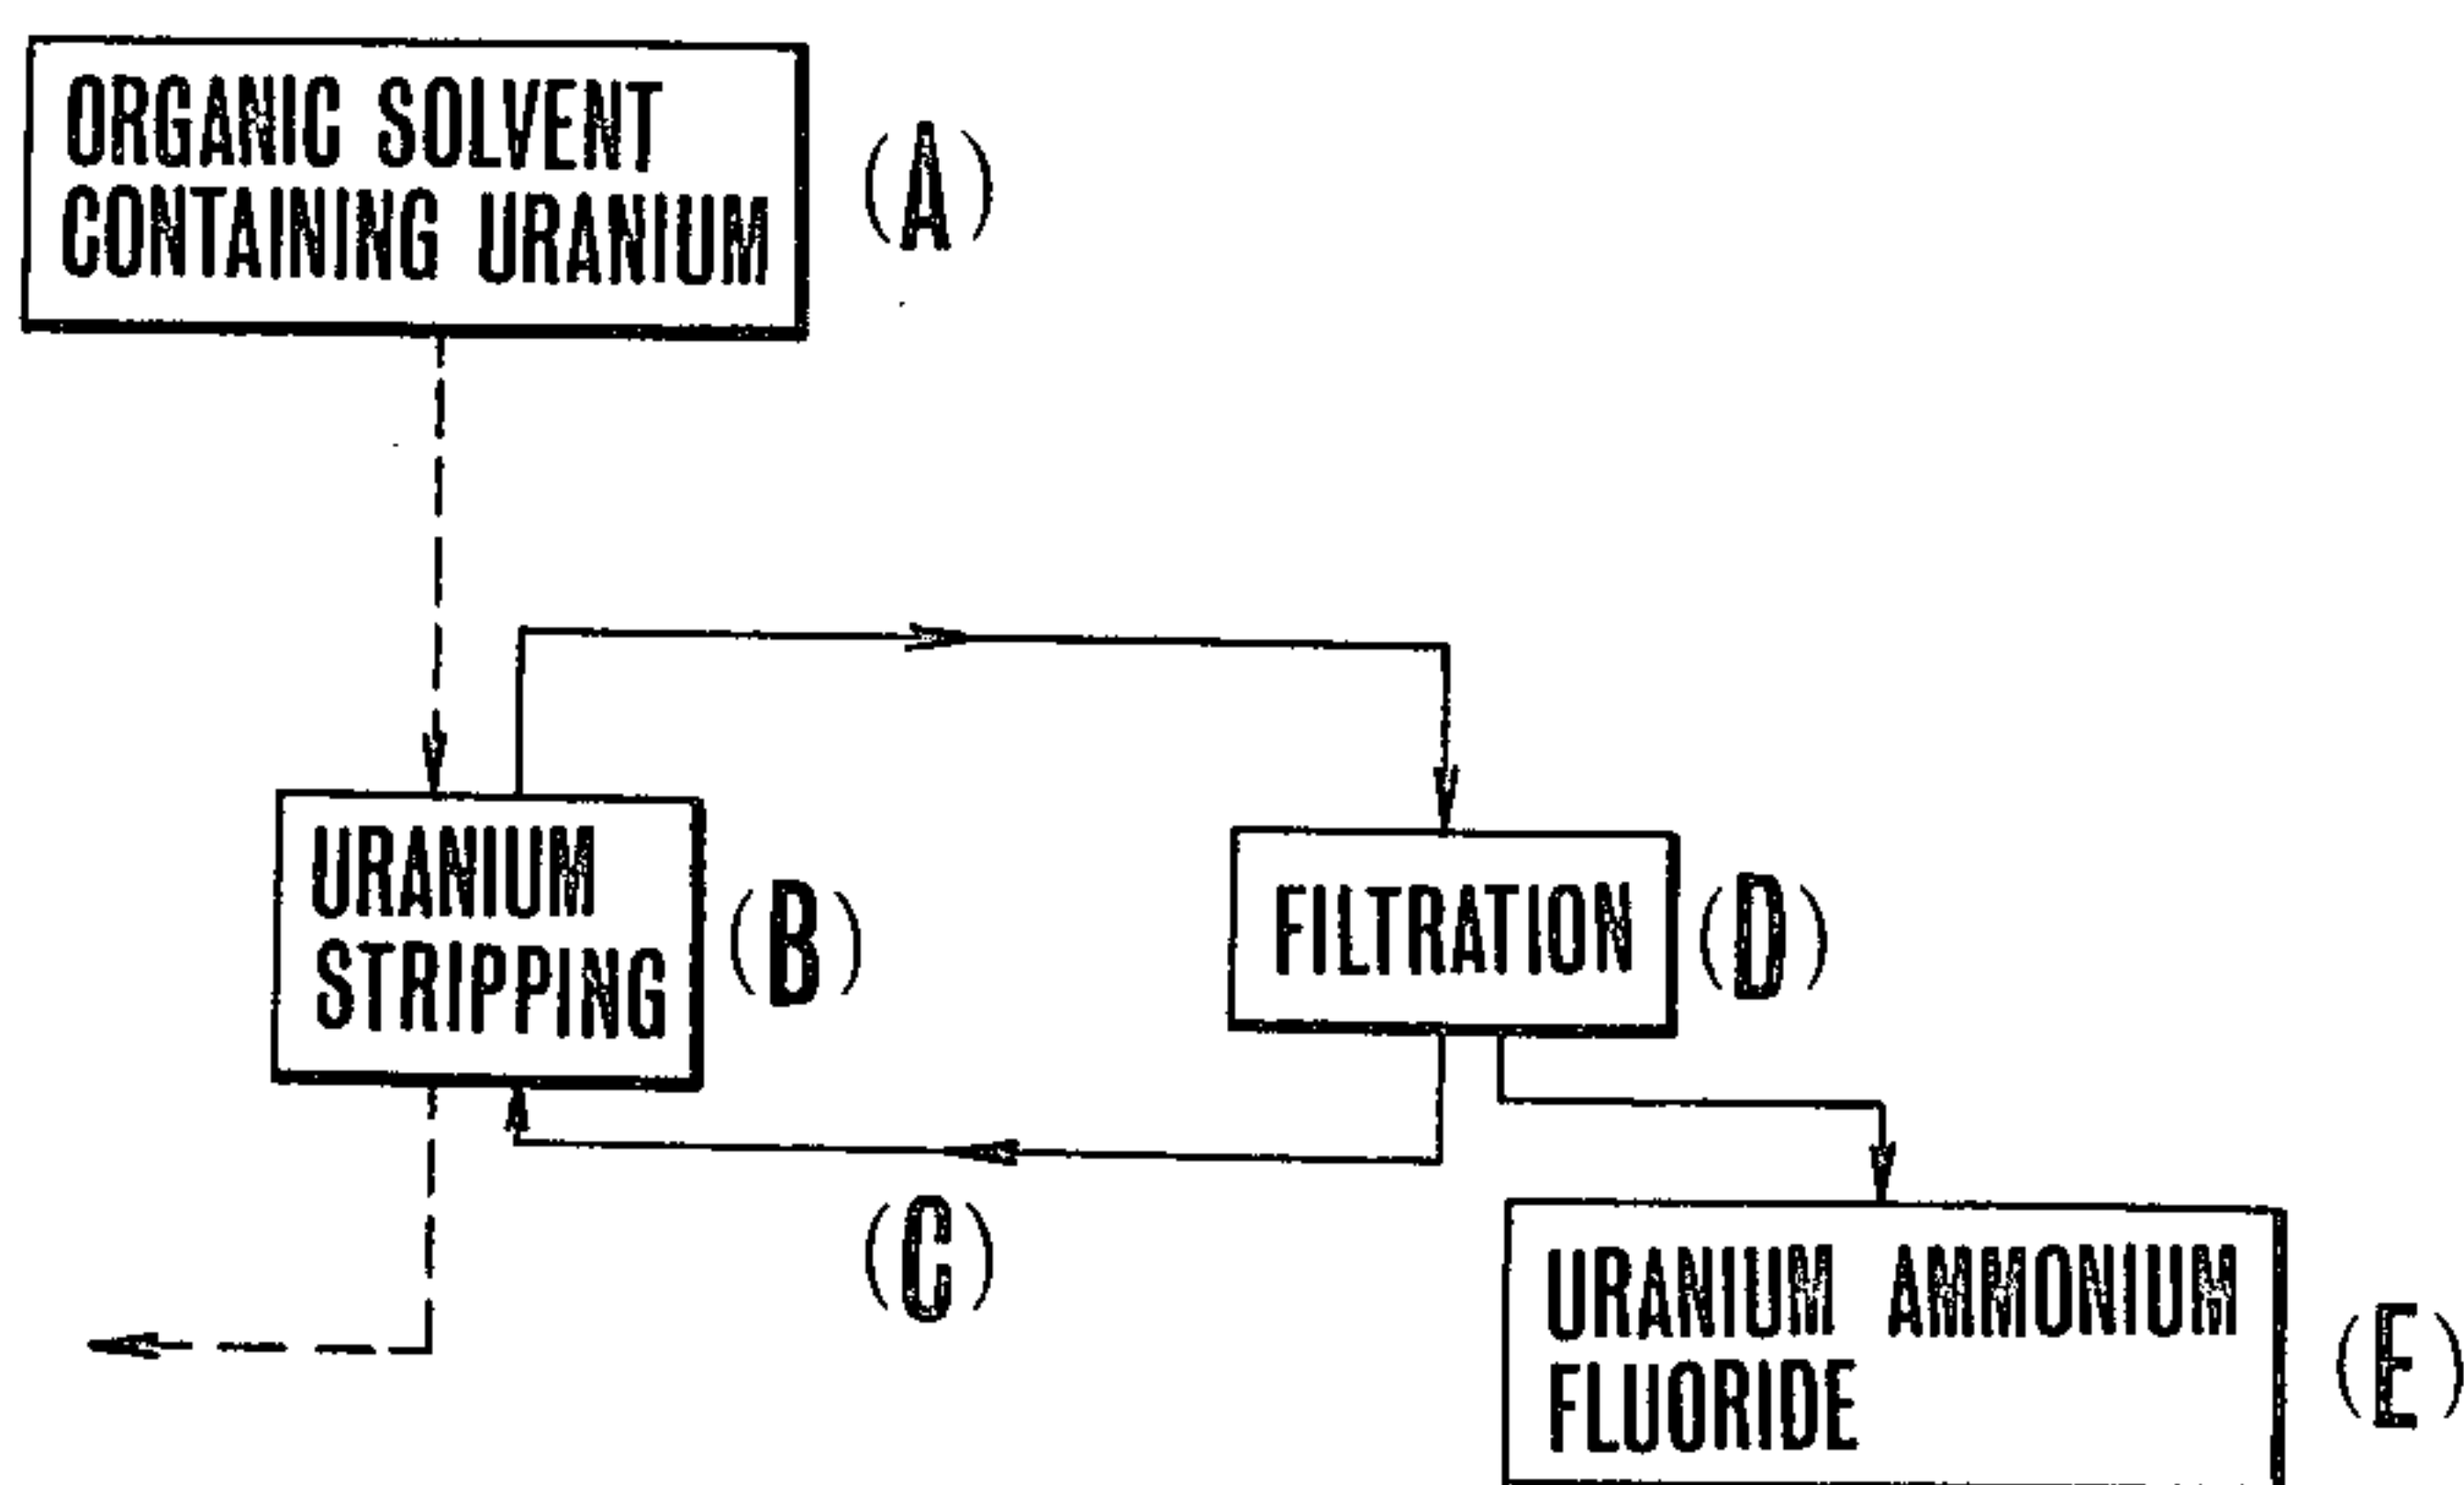 ORGANIC SOLVENT
CONTAINING URANIUM
(A)
URANIUM
STRIPPING
(B)
FILTRATION
(D)
(C)
URANIUM AMMONIUM
FLUORIDE
(E)